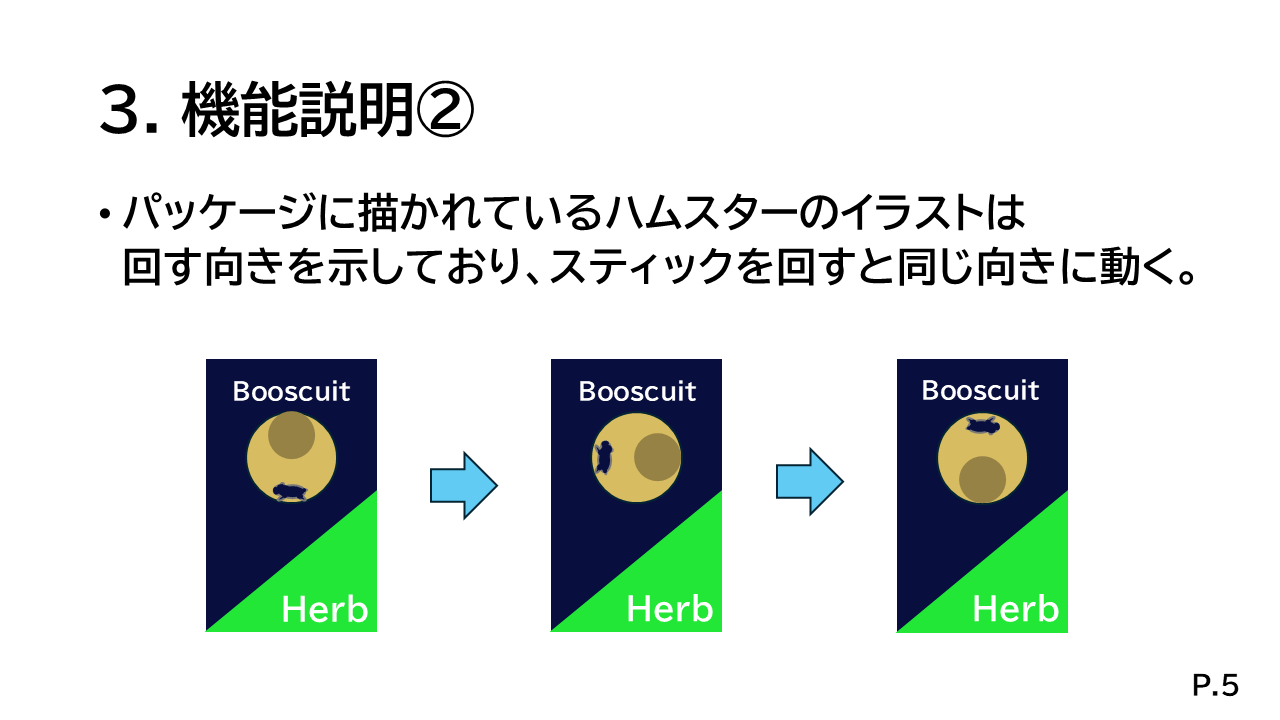 3. 機能説明②
• パッケージに描かれているハムスターのイラストは
回す向きを示しており、スティックを回すと同じ向きに動く。
Booscuit
Herb
Booscuit
Herb
Booscuit
Herb
P.5